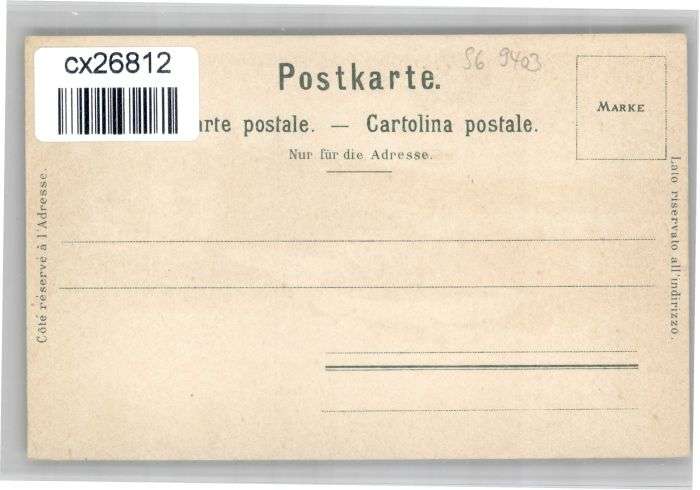 cx26812
SG 9403
Postkarte.
arte postale. — Cartolina postale.
Nur für die Adresse.
MARKE
Côté réservé à l'Adresse.
Lato riservato all'indirizzo.